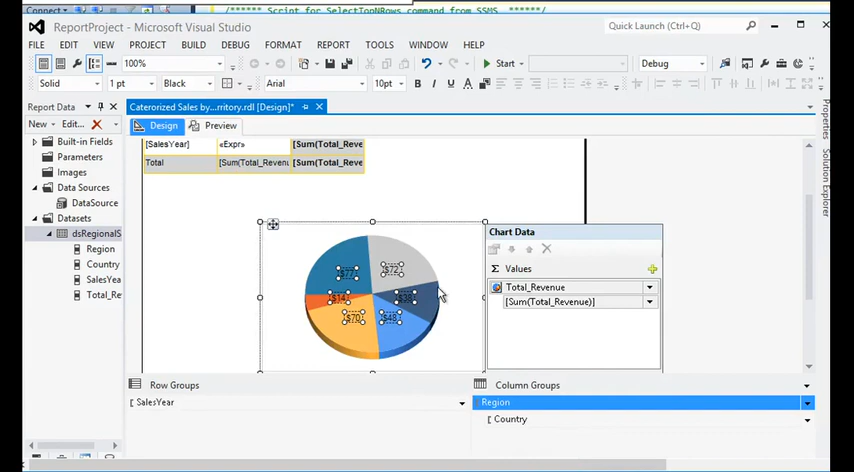 Connect
/****** Script for SelectTopNRows command from SSMS ******/
ReportProject - Microsoft Visual Studio
Quick Launch (Ctrl+Q)
FILE EDIT VIEW PROJECT DEBUG FORMAT REPORT TOOLS WINDOW HELP
100% Start Debug
Solid 1 pt Black Arial 10pt B I U A
Report Data
Caterorized Sales by...rritory.rdl [Design]*
New Edit...
Design Preview
Built-in Fields
Parameters
Images
Data Sources
DataSource
Datasets
dsRegionalS
Region
Country
SalesYea
Total_Re
[SalesYear] «Expr» [Sum(Total_Reve
Total [Sum(Total_Revenu [Sum(Total_Reve
$77 $72
$14 $38
$70 $48
Chart Data
Σ Values
Total_Revenue
[Sum(Total_Revenue)]
Row Groups
SalesYear
Column Groups
Region
Country
Properties
Solution Explorer